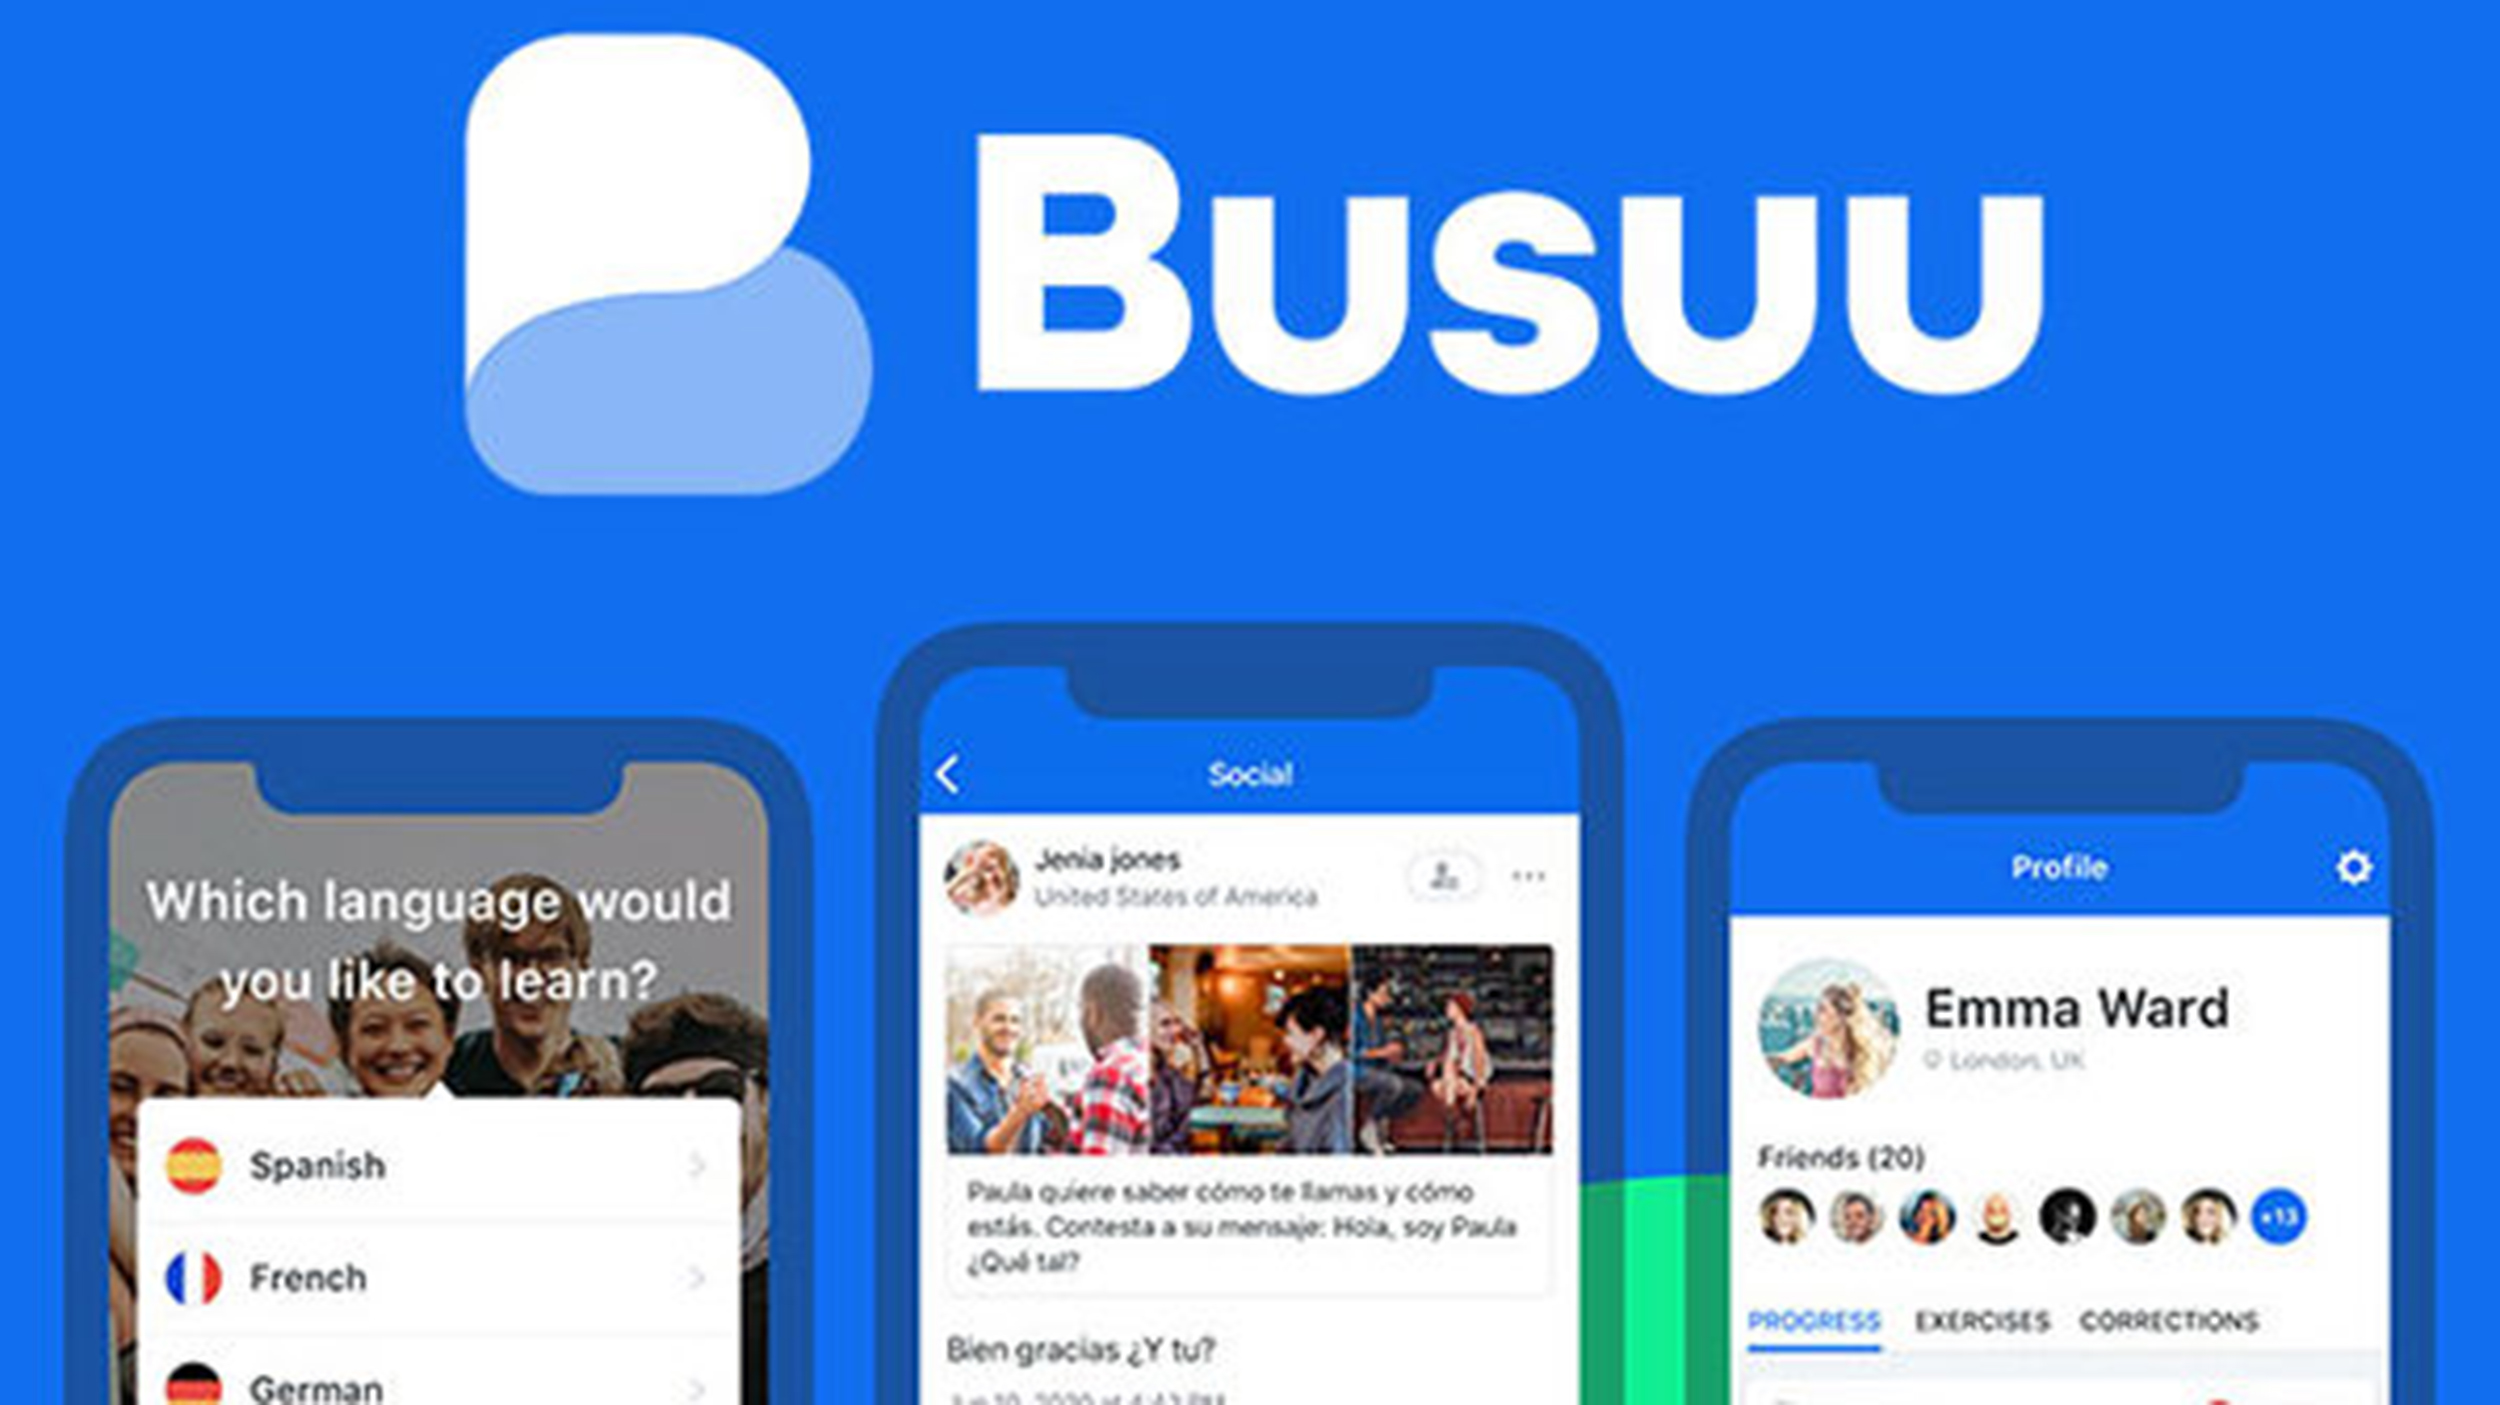 Busuu
Which language would
you like to learn?
Spanish
French
German
Social
Jenia jones
United States of America
Paula quiere saber cómo te llamas y cómo
estás. Contesta a su mensaje: Hola, soy Paula
¿Qué tal?
Bien gracias ¿Y tu?
Profile
Emma Ward
London, UK
Friends (20)
+13
PROGRESS EXERCISES CORRECTIONS